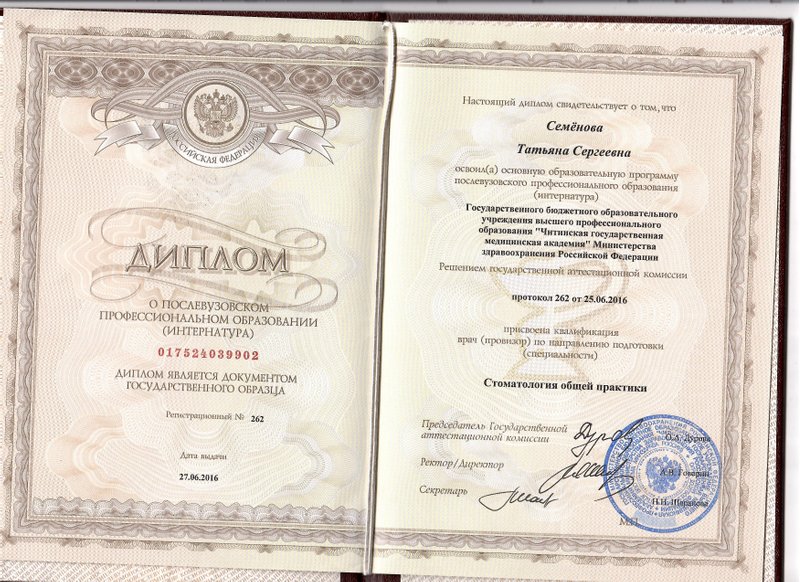 РОССИЙСКАЯ ФЕДЕРАЦИЯ
ДИПЛОМ
О ПОСЛЕВУЗОВСКОМ
ПРОФЕССИОНАЛЬНОМ ОБРАЗОВАНИИ
(ИНТЕРНАТУРА)
017524039902
ДИПЛОМ ЯВЛЯЕТСЯ ДОКУМЕНТОМ
ГОСУДАРСТВЕННОГО ОБРАЗЦА
Регистрационный № 262
Дата выдачи
27.06.2016
Настоящий диплом свидетельствует о том, что
Семёнова
Татьяна Сергеевна
освоил(а) основную образовательную программу
послевузовского профессионального образования
(интернатура)
Государственного бюджетного образовательного
учреждения высшего профессионального
образования "Читинская государственная
медицинская академия" Министерства
здравоохранения Российской Федерации
Решением государственной аттестационной комиссии
протокол 262 от 25.06.2016
присвоена квалификация
врач (провизор) по направлению подготовки
(специальности)
Стоматология общей практики
Председатель Государственной
аттестационной комиссии
О.А. Дурова
Ректор/Директор
А.В. Говорин
Секретарь
М.П.